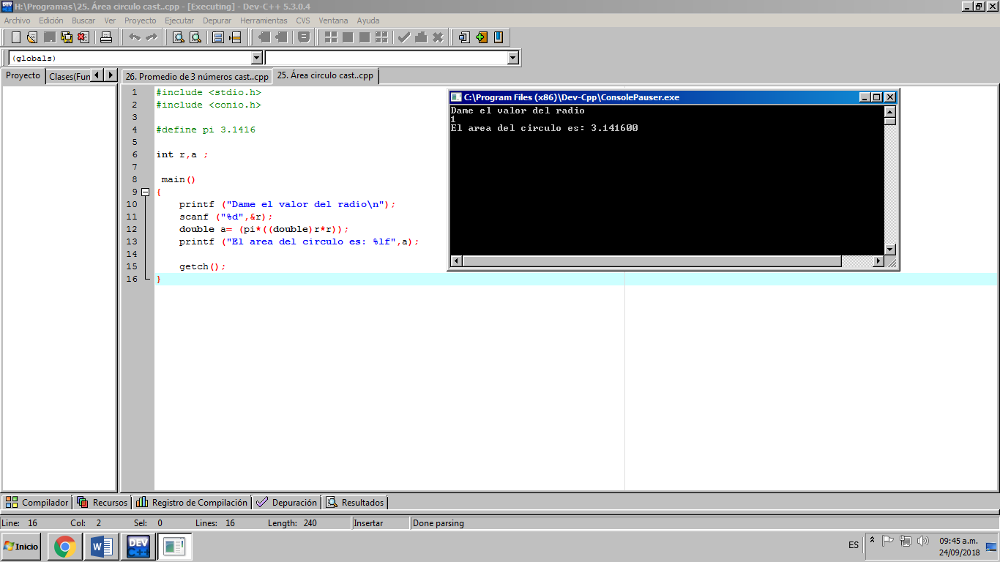 H:\Programas\25. Área circulo cast..cpp - [Executing] - Dev-C++ 5.3.0.4
Archivo Edición Buscar Ver Proyecto Ejecutar Depurar Herramientas CVS Ventana Ayuda
(globals)
Proyecto Clases(Fun 26. Promedio de 3 números cast..cpp 25. Área circulo cast..cpp
1 #include <stdio.h>
2 #include <conio.h>
3
4 #define pi 3.1416
5
6 int r,a ;
7
8 main()
9 {
10 printf ("Dame el valor del radio\n");
11 scanf ("%d",&r);
12 double a= (pi*((double)r*r));
13 printf ("El area del circulo es: %lf",a);
14
15 getch();
16 }
C:\Program Files (x86)\Dev-Cpp\ConsolePauser.exe
Dame el valor del radio
1
El area del circulo es: 3.141600
Compilador Recursos Registro de Compilación Depuración Resultados
Line: 16 Col: 2 Sel: 0 Lines: 16 Length: 240 Insertar Done parsing
Inicio DEV C++ ES 09:45 a.m.
24/09/2018